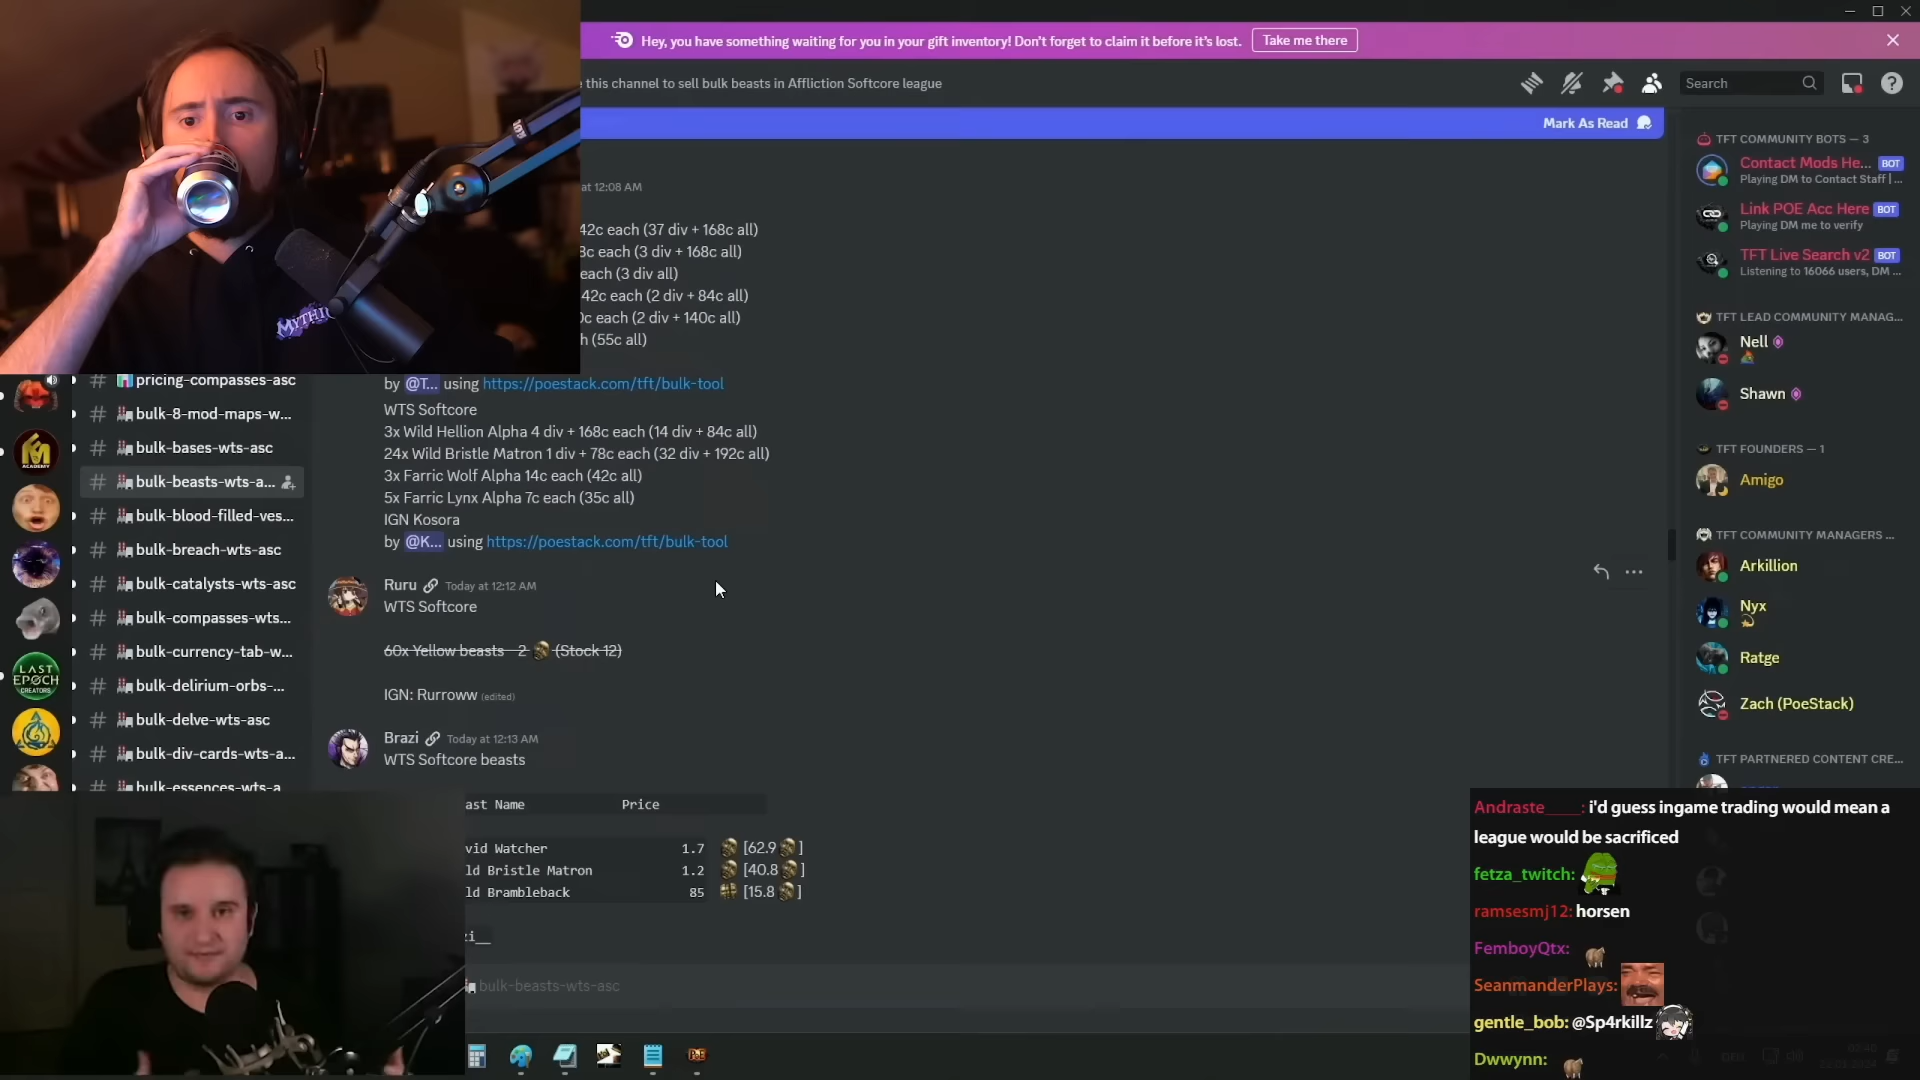 Hey, you have something waiting for you in your gift inventory! Don't forget to claim it before it's lost.
Take me there
this channel to sell bulk beasts in Affliction Softcore league
Search
Mark As Read
at 12:08 AM
42c each (37 div + 168c all)
8c each (3 div + 168c all)
each (3 div all)
42c each (2 div + 84c all)
0c each (2 div + 140c all)
(55c all)
by @T... using https://poestack.com/tft/bulk-tool
WTS Softcore
3x Wild Hellion Alpha 4 div + 168c each (14 div + 84c all)
24x Wild Bristle Matron 1 div + 78c each (32 div + 192c all)
3x Farric Wolf Alpha 14c each (42c all)
5x Farric Lynx Alpha 7c each (35c all)
IGN Kosora
by @K... using https://poestack.com/tft/bulk-tool
Ruru Today at 12:12 AM
WTS Softcore
60x Yellow beasts 2 (Stock 12)
IGN: Rurroww (edited)
Brazi Today at 12:13 AM
WTS Softcore beasts
ast Name Price
vid Watcher 1.7 [62.9 ]
ld Bristle Matron 1.2 [40.8 ]
ld Brambleback 85 [15.8 ]
zi__
bulk-beasts-wts-asc
pricing-compasses-asc
bulk-8-mod-maps-w...
bulk-bases-wts-asc
bulk-beasts-wts-a...
bulk-blood-filled-ves...
bulk-breach-wts-asc
bulk-catalysts-wts-asc
bulk-compasses-wts...
bulk-currency-tab-w...
bulk-delirium-orbs-...
bulk-delve-wts-asc
bulk-div-cards-wts-a...
bulk-essences-wts-a
ACADEMY
LAST
EPOCH
CREATORS
MYTHIC
TFT COMMUNITY BOTS — 3
Contact Mods He... BOT
Playing DM to Contact Staff | ...
Link POE Acc Here BOT
Playing DM me to verify
TFT Live Search v2 BOT
Listening to 16066 users, DM ...
TFT LEAD COMMUNITY MANAG...
Nell
Shawn
TFT FOUNDERS — 1
Amigo
TFT COMMUNITY MANAGERS ...
Arkillion
Nyx
Ratge
Zach (PoeStack)
TFT PARTNERED CONTENT CRE...
Andraste____: i'd guess ingame trading would mean a
league would be sacrificed
fetza_twitch:
ramsesmj12: horsen
FemboyQtx:
SeanmanderPlays:
gentle_bob: @Sp4rkillz
Dwwynn: